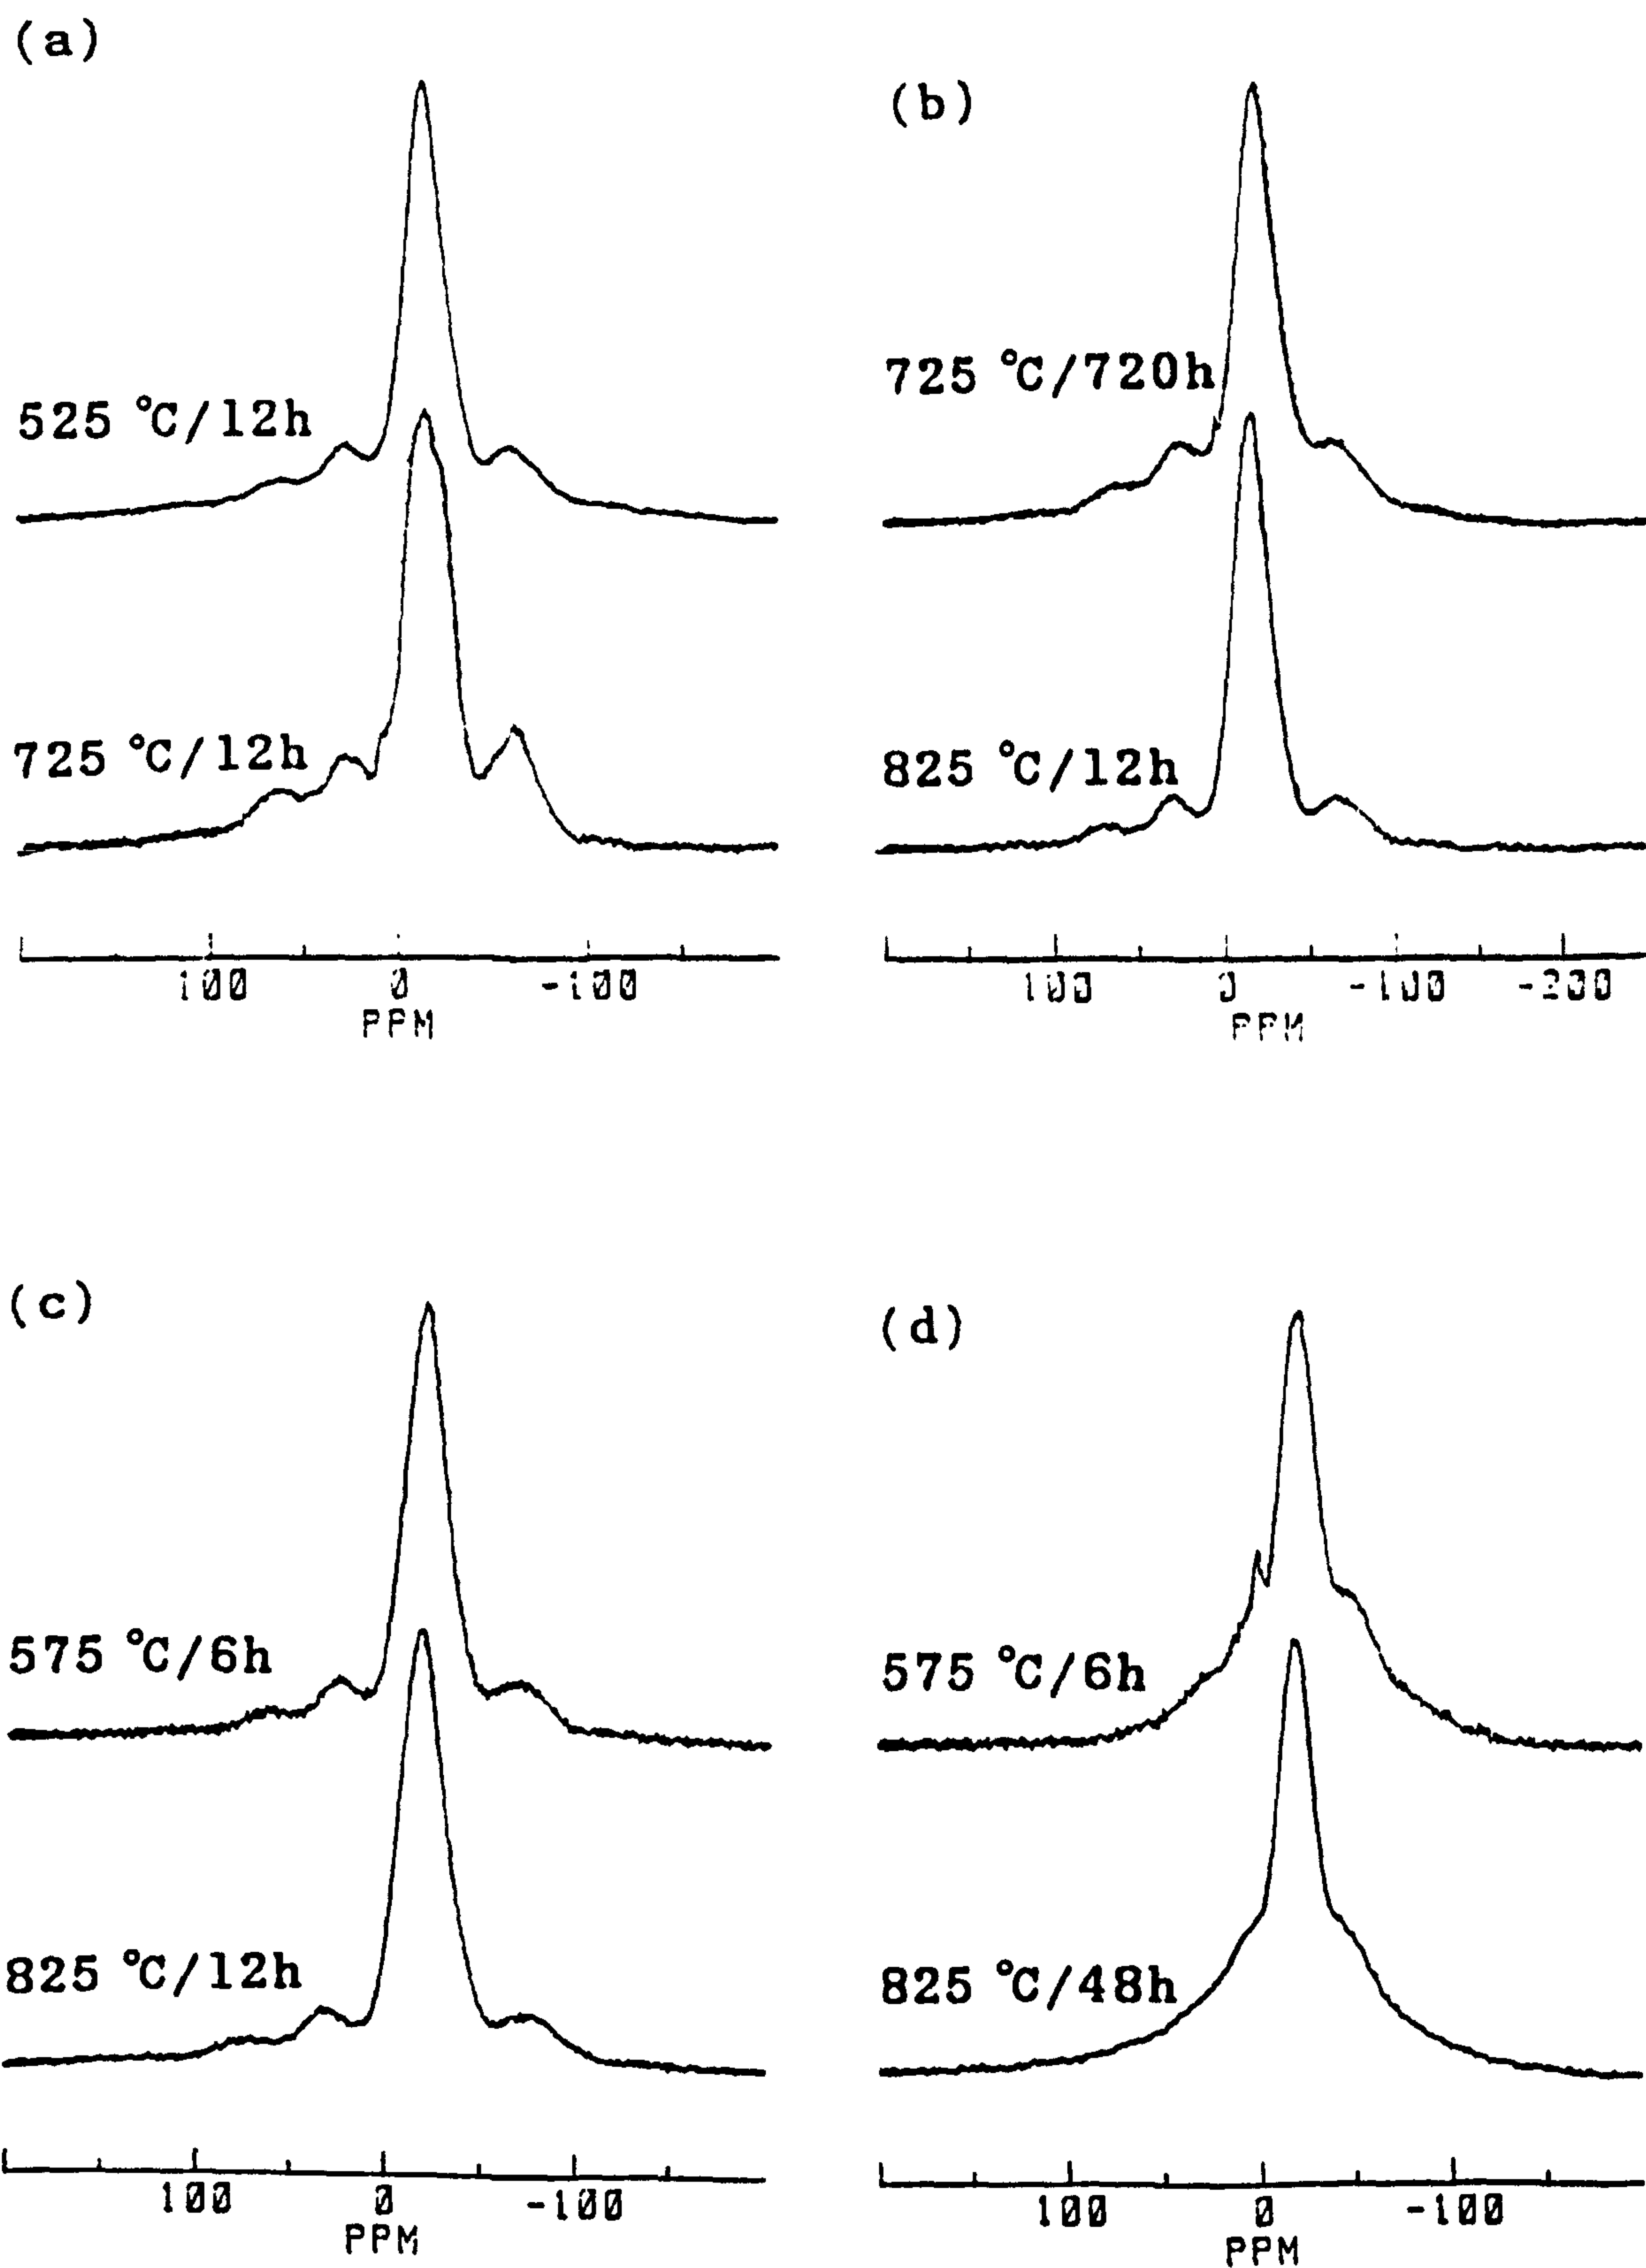 (a)
525 °C/12h
725 °C/12h
100 0 -100
PPM
(b)
725 °C/720h
825 °C/12h
100 0 -100 -200
PPM
(c)
575 °C/6h
825 °C/12h
100 0 -100
PPM
(d)
575 °C/6h
825 °C/48h
100 0 -100
PPM